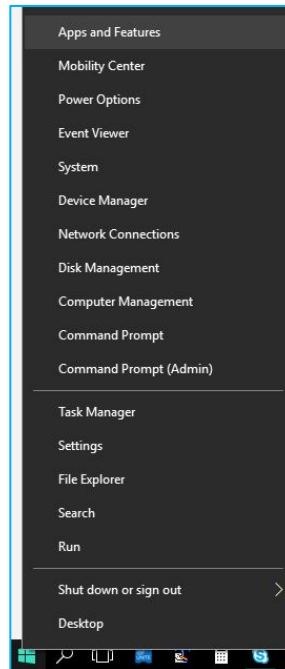 Apps and Features
Mobility Center
Power Options
Event Viewer
System
Device Manager
Network Connections
Disk Management
Computer Management
Command Prompt
Command Prompt (Admin)
Task Manager
Settings
File Explorer
Search
Run
Shut down or sign out
Desktop